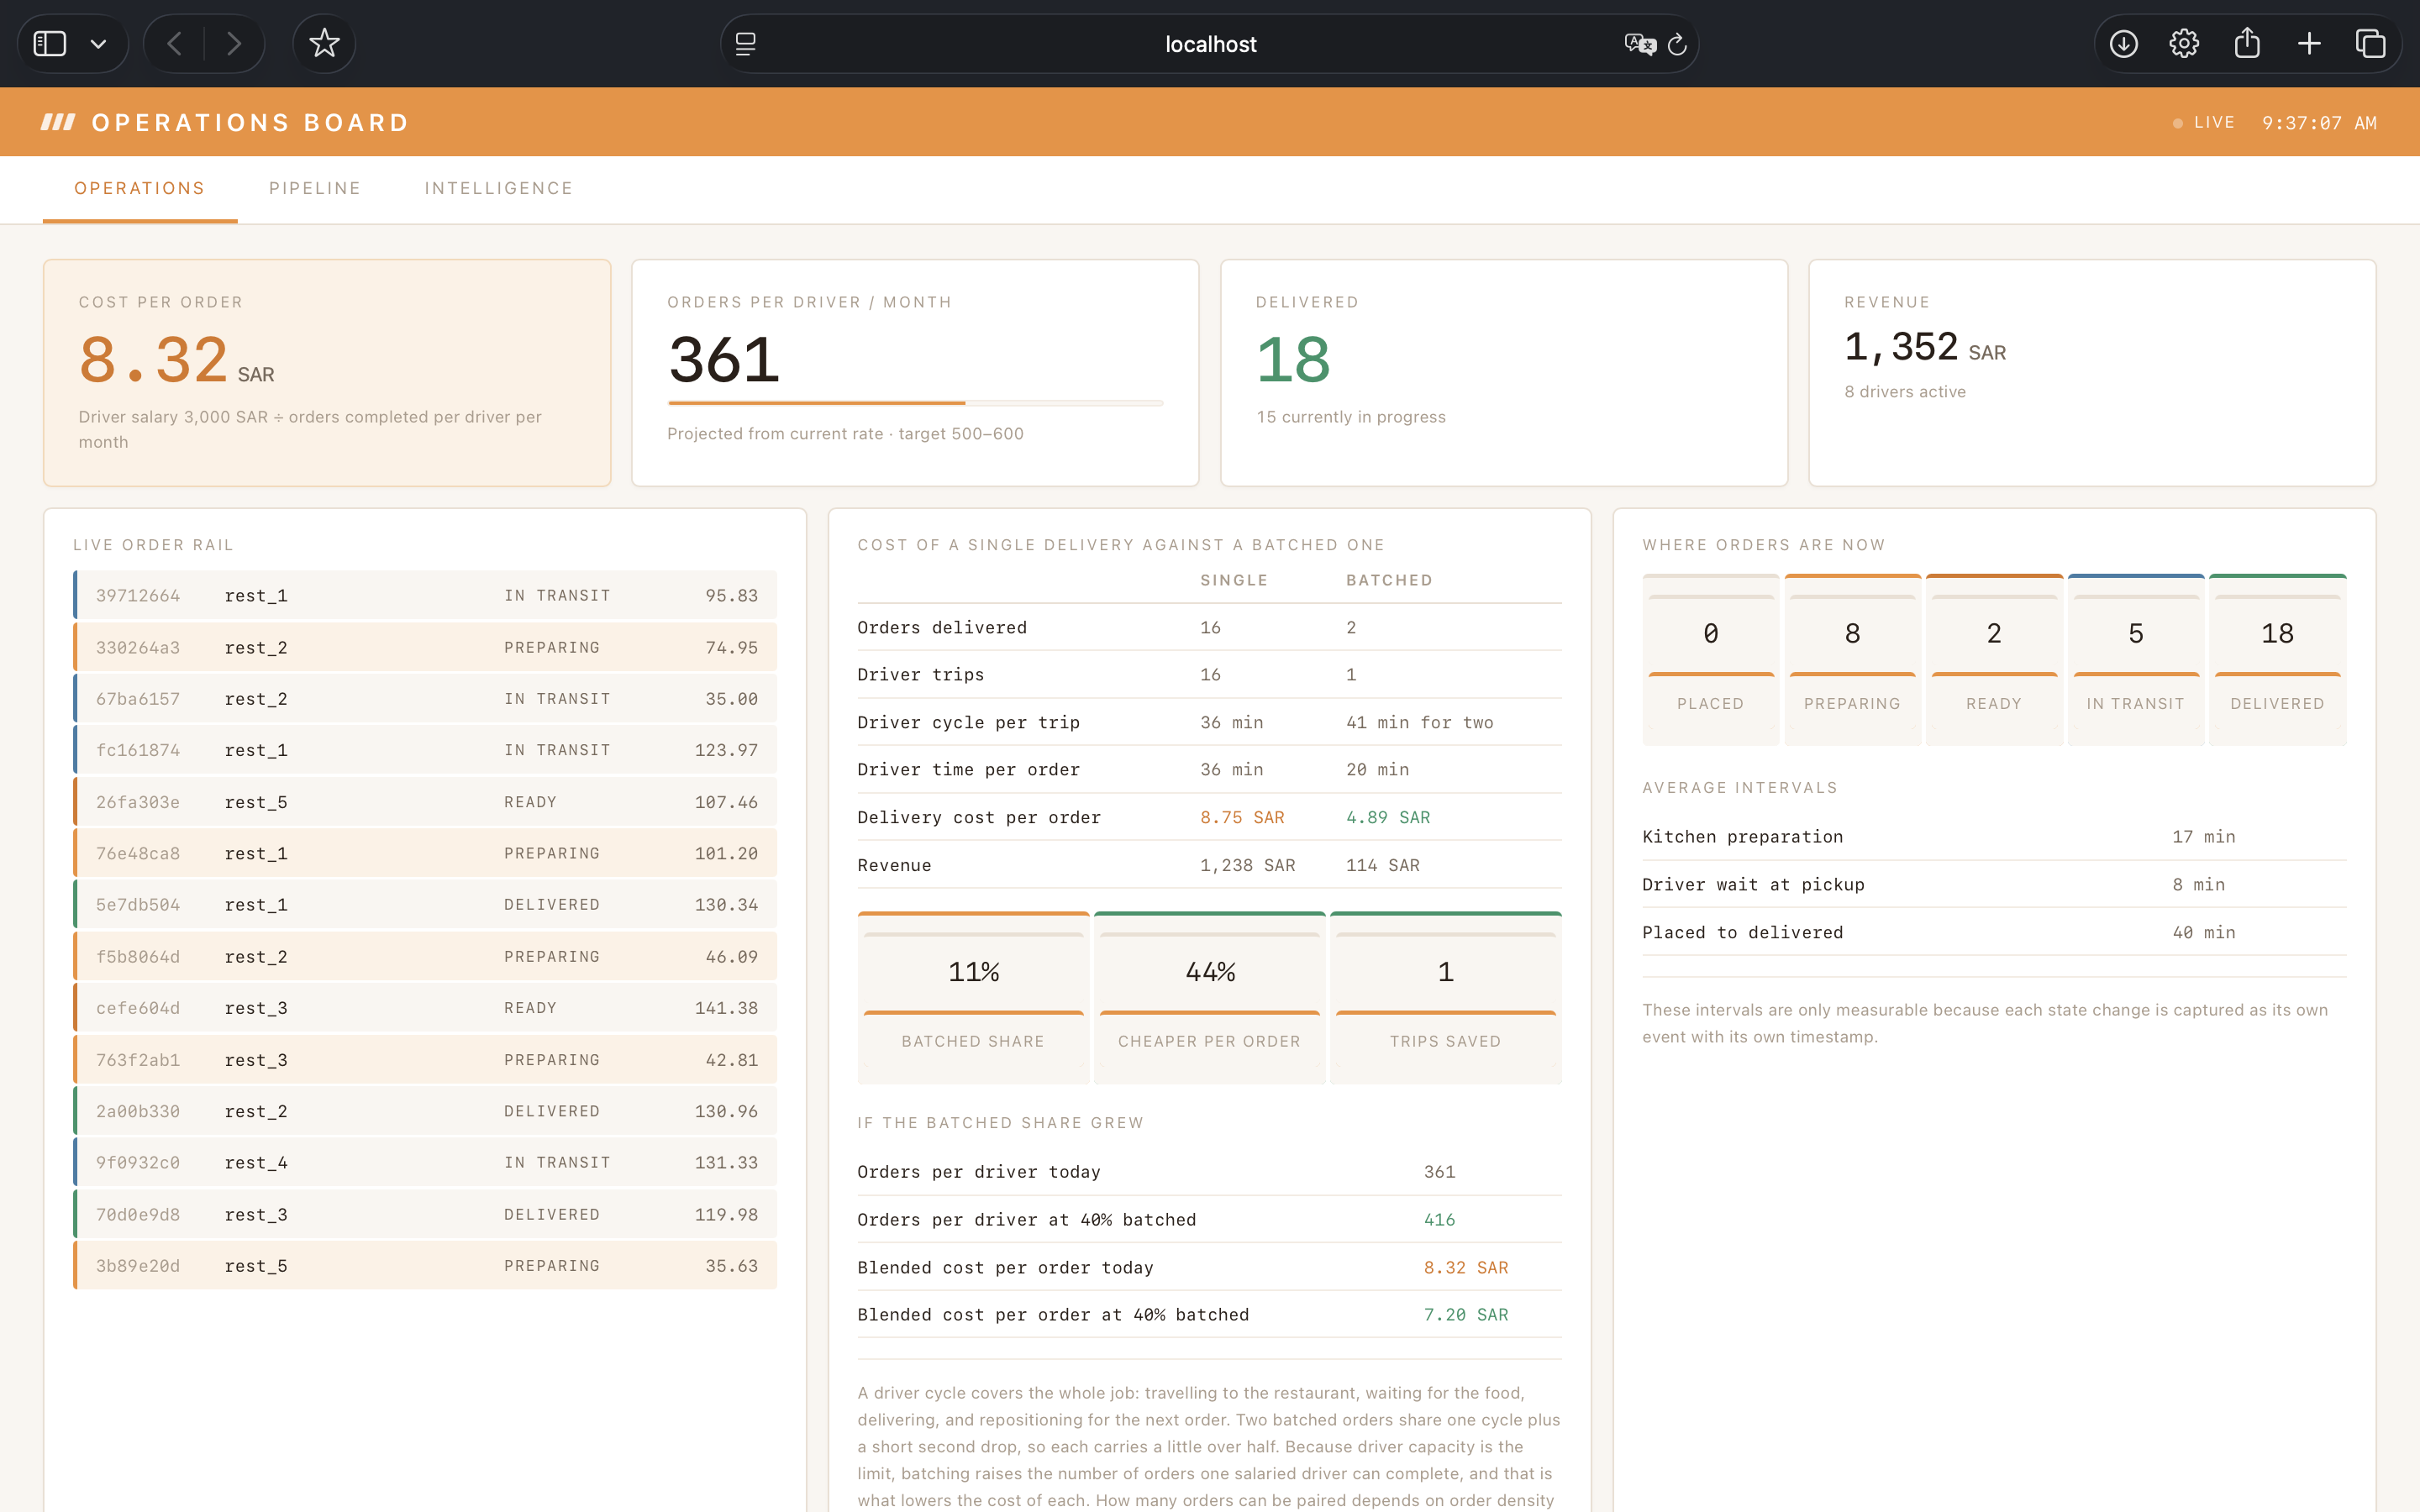 localhost
OPERATIONS BOARD
LIVE 9:37:07 AM
OPERATIONS PIPELINE INTELLIGENCE
COST PER ORDER
8.32 SAR
Driver salary 3,000 SAR ÷ orders completed per driver per
month
ORDERS PER DRIVER / MONTH
361
Projected from current rate · target 500–600
DELIVERED
18
15 currently in progress
REVENUE
1,352 SAR
8 drivers active
LIVE ORDER RAIL
39712664 rest_1 IN TRANSIT 95.83
330264a3 rest_2 PREPARING 74.95
67ba6157 rest_2 IN TRANSIT 35.00
fc161874 rest_1 IN TRANSIT 123.97
26fa303e rest_5 READY 107.46
76e48ca8 rest_1 PREPARING 101.20
5e7db504 rest_1 DELIVERED 130.34
f5b8064d rest_2 PREPARING 46.09
cefe604d rest_3 READY 141.38
763f2ab1 rest_3 PREPARING 42.81
2a00b330 rest_2 DELIVERED 130.96
9f0932c0 rest_4 IN TRANSIT 131.33
70d0e9d8 rest_3 DELIVERED 119.98
3b89e20d rest_5 PREPARING 35.63
COST OF A SINGLE DELIVERY AGAINST A BATCHED ONE
SINGLE BATCHED
Orders delivered 16 2
Driver trips 16 1
Driver cycle per trip 36 min 41 min for two
Driver time per order 36 min 20 min
Delivery cost per order 8.75 SAR 4.89 SAR
Revenue 1,238 SAR 114 SAR
11% 44% 1
BATCHED SHARE CHEAPER PER ORDER TRIPS SAVED
IF THE BATCHED SHARE GREW
Orders per driver today 361
Orders per driver at 40% batched 416
Blended cost per order today 8.32 SAR
Blended cost per order at 40% batched 7.20 SAR
A driver cycle covers the whole job: travelling to the restaurant, waiting for the food,
delivering, and repositioning for the next order. Two batched orders share one cycle plus
a short second drop, so each carries a little over half. Because driver capacity is the
limit, batching raises the number of orders one salaried driver can complete, and that is
what lowers the cost of each. How many orders can be paired depends on order density
WHERE ORDERS ARE NOW
0 8 2 5 18
PLACED PREPARING READY IN TRANSIT DELIVERED
AVERAGE INTERVALS
Kitchen preparation 17 min
Driver wait at pickup 8 min
Placed to delivered 40 min
These intervals are only measurable because each state change is captured as its own
event with its own timestamp.